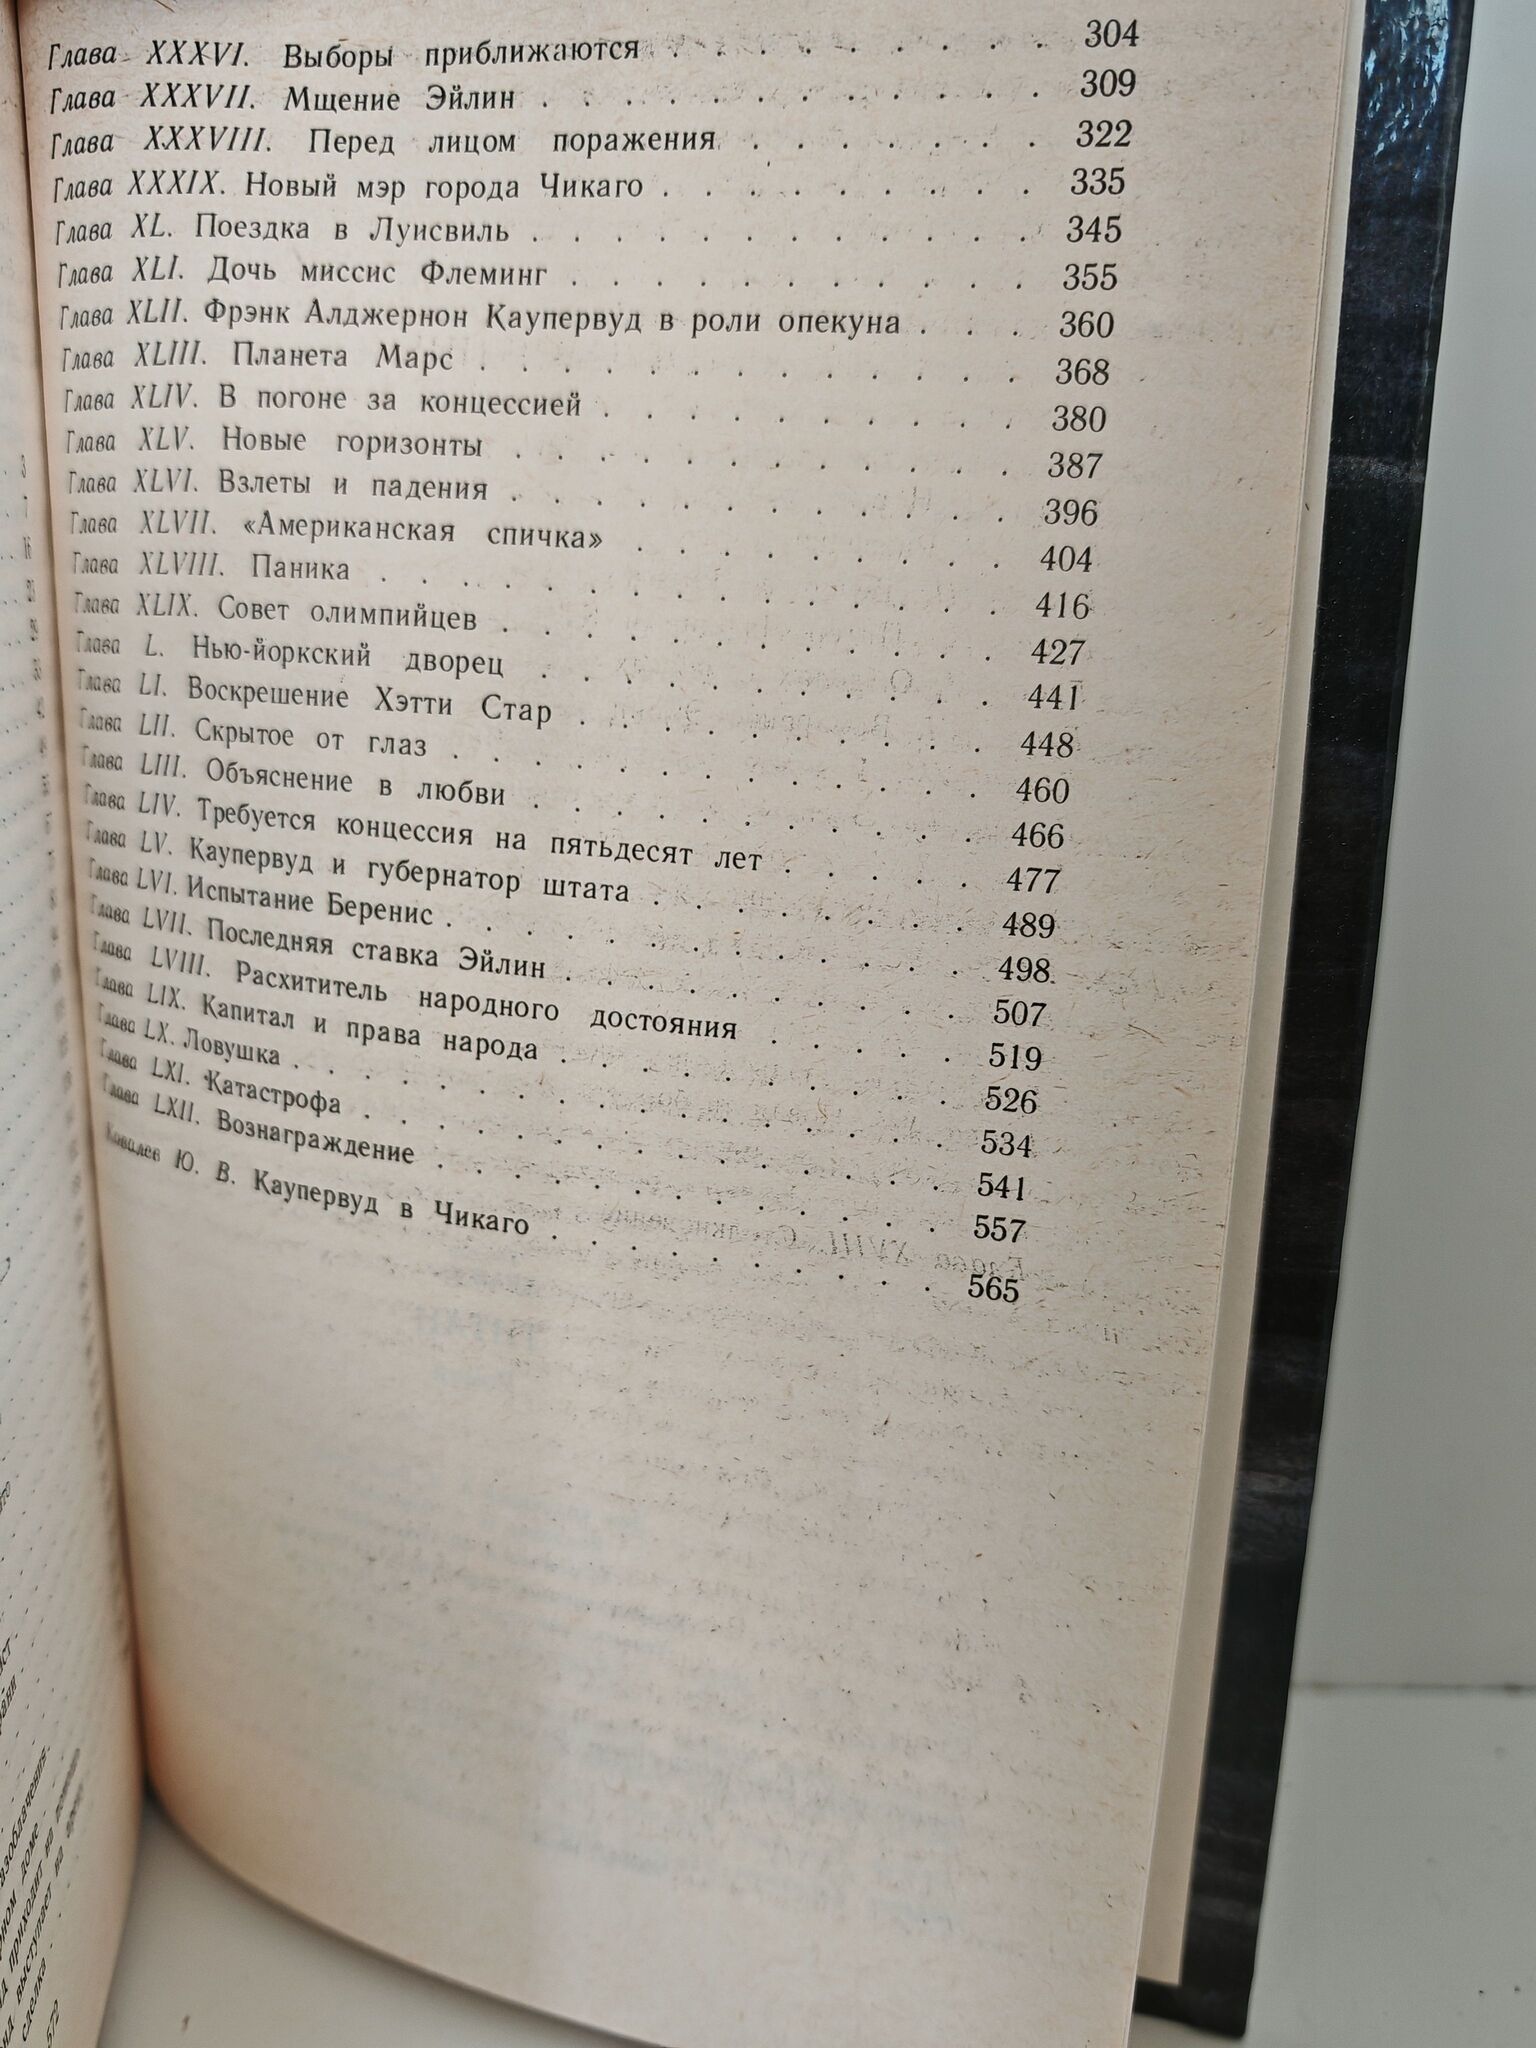 Глава XXXVI. Выборы приближаются . . . . . . . . . 304
Глава XXXVII. Мщение Эйлин . . . . . . . . . . . . 309
Глава XXXVIII. Перед лицом поражения . . . . . . . 322
Глава XXXIX. Новый мэр города Чикаго . . . . . . . . . 335
Глава XL. Поездка в Луисвиль . . . . . . . . . . . . 345
Глава XLI. Дочь миссис Флеминг . . . . . . . . . . . 355
Глава XLII. Фрэнк Алджернон Каупервуд в роли опекуна . . . 360
Глава XLIII. Планета Марс . . . . . . . . . . . . . 368
Глава XLIV. В погоне за концессией . . . . . . . . . . 380
Глава XLV. Новые горизонты . . . . . . . . . . . . 387
Глава XLVI. Взлеты и падения . . . . . . . . . . . . 396
Глава XLVII. «Американская спичка» . . . . . . . . . 404
Глава XLVIII. Паника . . . . . . . . . . . . . . . 416
Глава XLIX. Совет олимпийцев . . . . . . . . . . . . 427
Глава L. Нью-йоркский дворец . . . . . . . . . . . 441
Глава LI. Воскрешение Хэтти Стар . . . . . . . . . . 448
Глава LII. Скрытое от глаз . . . . . . . . . . . . . 460
Глава LIII. Объяснение в любви . . . . . . . . . . . 466
Глава LIV. Требуется концессия на пятьдесят лет . . . . . 477
Глава LV. Каупервуд и губернатор штата . . . . . . . . 489
Глава LVI. Испытание Беренис . . . . . . . . . . . . 498
Глава LVII. Последняя ставка Эйлин . . . . . . . . . . 507
Глава LVIII. Расхититель народного достояния . . . . . 519
Глава LIX. Капитал и права народа . . . . . . . . . . 526
Глава LX. Ловушка . . . . . . . . . . . . . . . . 534
Глава LXI. Катастрофа . . . . . . . . . . . . . . . 541
Глава LXII. Вознаграждение . . . . . . . . . . . . . 557
Ковалев Ю. В. Каупервуд в Чикаго . . . . . . . . . . 565
доме
приходит на
выступает на
сделка
572